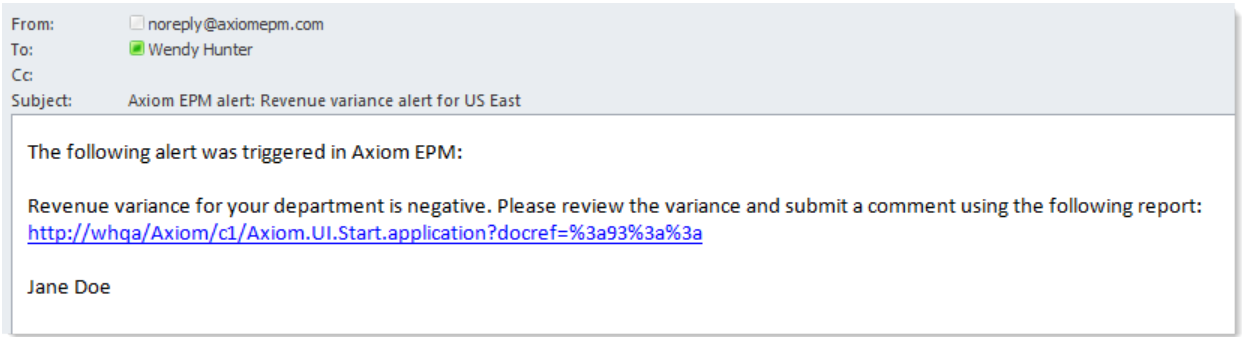 From: noreply@axiomepm.com
To: Wendy Hunter
Cc:
Subject: Axiom EPM alert: Revenue variance alert for US East
The following alert was triggered in Axiom EPM:
Revenue variance for your department is negative. Please review the variance and submit a comment using the following report:
http://whqa/Axiom/c1/Axiom.UI.Start.application?docref=%3a93%3a%3a
Jane Doe